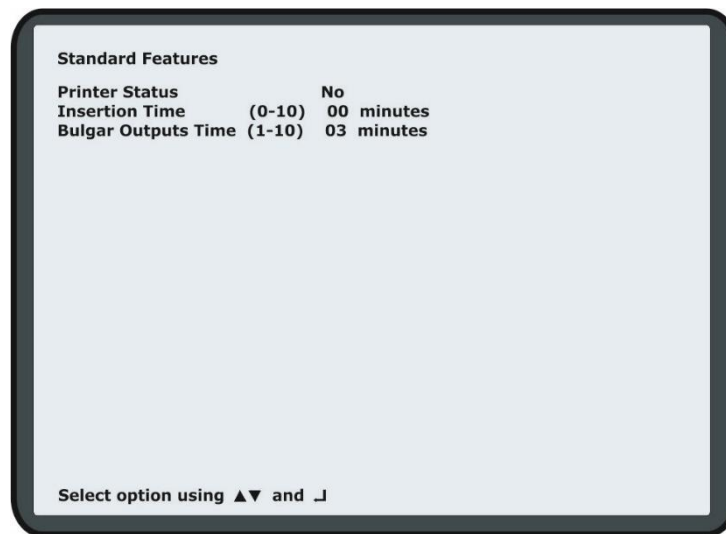 Standard Features
Printer Status No
Insertion Time (0-10) 00 minutes
Bulgar Outputs Time (1-10) 03 minutes
Select option using ▲▼ and ↵